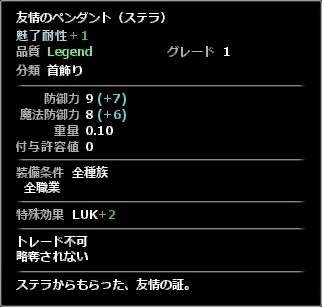 友情のペンダント（ステラ）
魅了耐性+1
品質 Legend グレード 1
分類 首飾り
防御力 9 (+7)
魔法防御力 8 (+6)
重量 0.10
付与許容値 0
装備条件 全種族
全職業
特殊効果 LUK+2
トレード不可
略奪されない
ステラからもらった、友情の証。